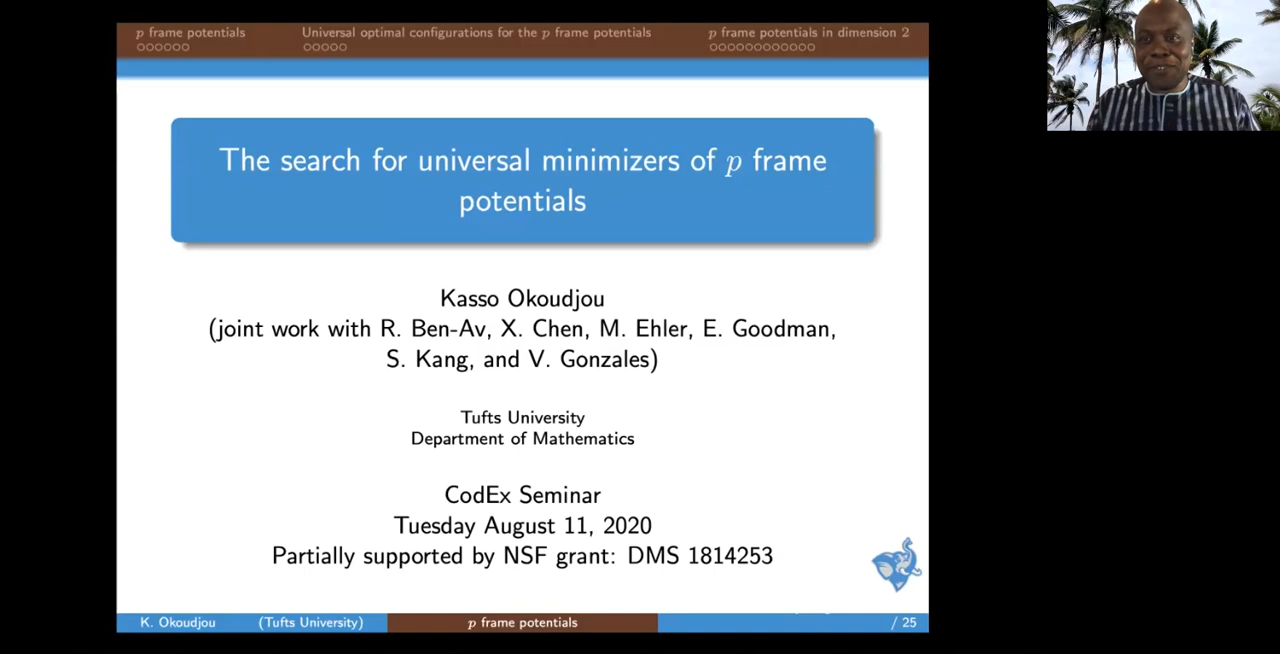 p frame potentials
Universal optimal configurations for the p frame potentials
p frame potentials in dimension 2
The search for universal minimizers of p frame
potentials
Kasso Okoudjou
(joint work with R. Ben-Av, X. Chen, M. Ehler, E. Goodman,
S. Kang, and V. Gonzales)
Tufts University
Department of Mathematics
CodEx Seminar
Tuesday August 11, 2020
Partially supported by NSF grant: DMS 1814253
K. Okoudjou (Tufts University)
p frame potentials
/ 25